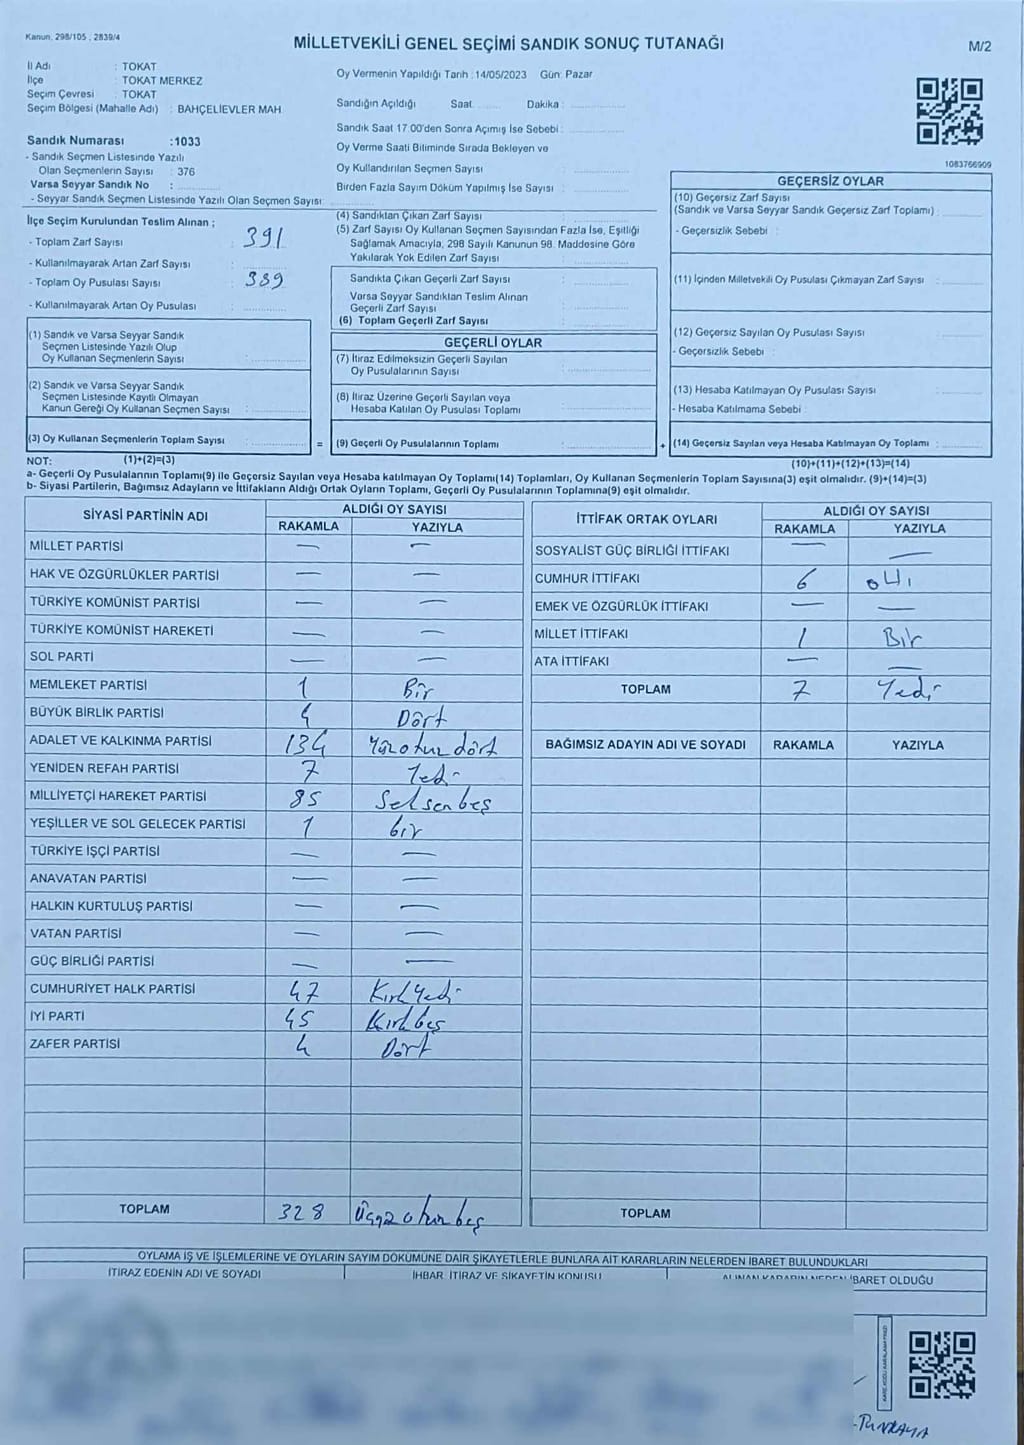 Kanun, 298/105 , 2839/4
MİLLETVEKİLİ GENEL SEÇİMİ SANDIK SONUÇ TUTANAĞI
M/2
İl Adı : TOKAT
İlçe : TOKAT MERKEZ
Seçim Çevresi : TOKAT
Seçim Bölgesi (Mahalle Adı) : BAHÇELİEVLER MAH.
Sandık Numarası :1033
- Sandık Seçmen Listesinde Yazılı
Olan Seçmenlerin Sayısı : 376
Varsa Seyyar Sandık No :
- Seyyar Sandık Seçmen Listesinde Yazılı Olan Seçmen Sayısı:
Oy Vermenin Yapıldığı Tarih :14/05/2023 Gün: Pazar
Sandığın Açıldığı Saat: Dakika :
Sandık Saat 17:00'den Sonra Açımış İse Sebebi :
Oy Verme Saati Bitiminde Sırada Bekleyen ve
Oy Kullandırılan Seçmen Sayısı :
Birden Fazla Sayım Döküm Yapılmış İse Sayısı :
1083766909
İlçe Seçim Kurulundan Teslim Alınan ;
- Toplam Zarf Sayısı : 391
- Kullanılmayarak Artan Zarf Sayısı :
- Toplam Oy Pusulası Sayısı : 389
- Kullanılmayarak Artan Oy Pusulası :
(1) Sandık ve Varsa Seyyar Sandık
Seçmen Listesinde Yazılı Olup
Oy Kullanan Seçmenlerin Sayısı :
(2) Sandık ve Varsa Seyyar Sandık
Seçmen Listesinde Kayıtlı Olmayan
Kanun Gereği Oy Kullanan Seçmen Sayısı :
(3) Oy Kullanan Seçmenlerin Toplam Sayısı :
(1)+(2)=(3)
(4) Sandıktan Çıkan Zarf Sayısı :
(5) Zarf Sayısı Oy Kullanan Seçmen Sayısından Fazla İse, Eşitliği
Sağlamak Amacıyla, 298 Sayılı Kanunun 98. Maddesine Göre
Yakılarak Yok Edilen Zarf Sayısı :
Sandıkta Çıkan Geçerli Zarf Sayısı :
Varsa Seyyar Sandıktan Teslim Alınan
Geçerli Zarf Sayısı :
(6) Toplam Geçerli Zarf Sayısı :
GEÇERLİ OYLAR
(7) İtiraz Edilmeksizin Geçerli Sayılan
Oy Pusulalarının Sayısı :
(8) İtiraz Üzerine Geçerli Sayılan veya
Hesaba Katılan Oy Pusulası Toplamı :
= (9) Geçerli Oy Pusulalarının Toplamı :
GEÇERSİZ OYLAR
(10) Geçersiz Zarf Sayısı
(Sandık ve Varsa Seyyar Sandık Geçersiz Zarf Toplamı) :
- Geçersizlik Sebebi :
(11) İçinden Milletvekili Oy Pusulası Çıkmayan Zarf Sayısı :
(12) Geçersiz Sayılan Oy Pusulası Sayısı :
- Geçersizlik Sebebi :
(13) Hesaba Katılmayan Oy Pusulası Sayısı :
- Hesaba Katılmama Sebebi :
+ (14) Geçersiz Sayılan veya Hesaba Katılmayan Oy Toplamı :
(10)+(11)+(12)+(13)=(14)
NOT:
a- Geçerli Oy Pusulalarının Toplamı(9) ile Geçersiz Sayılan veya Hesaba katılmayan Oy Toplamı(14) Toplamları, Oy Kullanan Seçmenlerin Toplam Sayısına(3) eşit olmalıdır. (9)+(14)=(3)
b- Siyasi Partilerin, Bağımsız Adayların ve İttifakların Aldığı Ortak Oyların Toplamı, Geçerli Oy Pusulalarının Toplamına(9) eşit olmalıdır.
SİYASİ PARTİNİN ADI ALDIĞI OY SAYISI
RAKAMLA YAZIYLA
MİLLET PARTİSİ — —
HAK VE ÖZGÜRLÜKLER PARTİSİ — —
TÜRKİYE KOMÜNİST PARTİSİ — —
TÜRKİYE KOMÜNİST HAREKETİ — —
SOL PARTİ — —
MEMLEKET PARTİSİ 1 Bir
BÜYÜK BİRLİK PARTİSİ 4 Dört
ADALET VE KALKINMA PARTİSİ 134 Yüzotuz dört
YENİDEN REFAH PARTİSİ 7 Yedi
MİLLİYETÇİ HAREKET PARTİSİ 85 Seksenbeş
YEŞİLLER VE SOL GELECEK PARTİSİ 1 bir
TÜRKİYE İŞÇİ PARTİSİ — —
ANAVATAN PARTİSİ — —
HALKIN KURTULUŞ PARTİSİ — —
VATAN PARTİSİ — —
GÜÇ BİRLİĞİ PARTİSİ — —
CUMHURİYET HALK PARTİSİ 47 Kırkyedi
İYİ PARTİ 45 Kırkbeş
ZAFER PARTİSİ 4 Dört
TOPLAM 328 Üçyüzotuzbeş
İTTİFAK ORTAK OYLARI ALDIĞI OY SAYISI
RAKAMLA YAZIYLA
SOSYALİST GÜÇ BİRLİĞİ İTTİFAKI — —
CUMHUR İTTİFAKI 6 altı
EMEK VE ÖZGÜRLÜK İTTİFAKI — —
MİLLET İTTİFAKI 1 Bir
ATA İTTİFAKI — —
TOPLAM 7 Yedi
BAĞIMSIZ ADAYIN ADI VE SOYADI RAKAMLA YAZIYLA
TOPLAM
OYLAMA İŞ VE İŞLEMLERİNE VE OYLARIN SAYIM DÖKÜMÜNE DAİR ŞİKAYETLERLE BUNLARA AİT KARARLARIN NELERDEN İBARET BULUNDUKLARI
İTİRAZ EDENİN ADI VE SOYADI İHBAR, İTİRAZ VE ŞİKAYETİN KONUSU ALINAN KARARIN NEDEN İBARET OLDUĞU